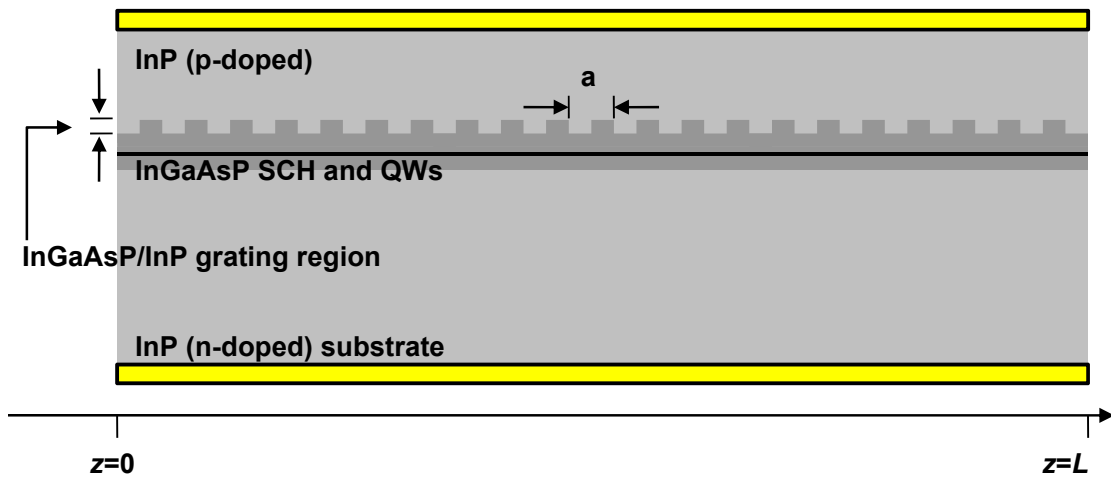 InP (p-doped)
a
InGaAsP SCH and QWs
InGaAsP/InP grating region
InP (n-doped) substrate
z=0
z=L